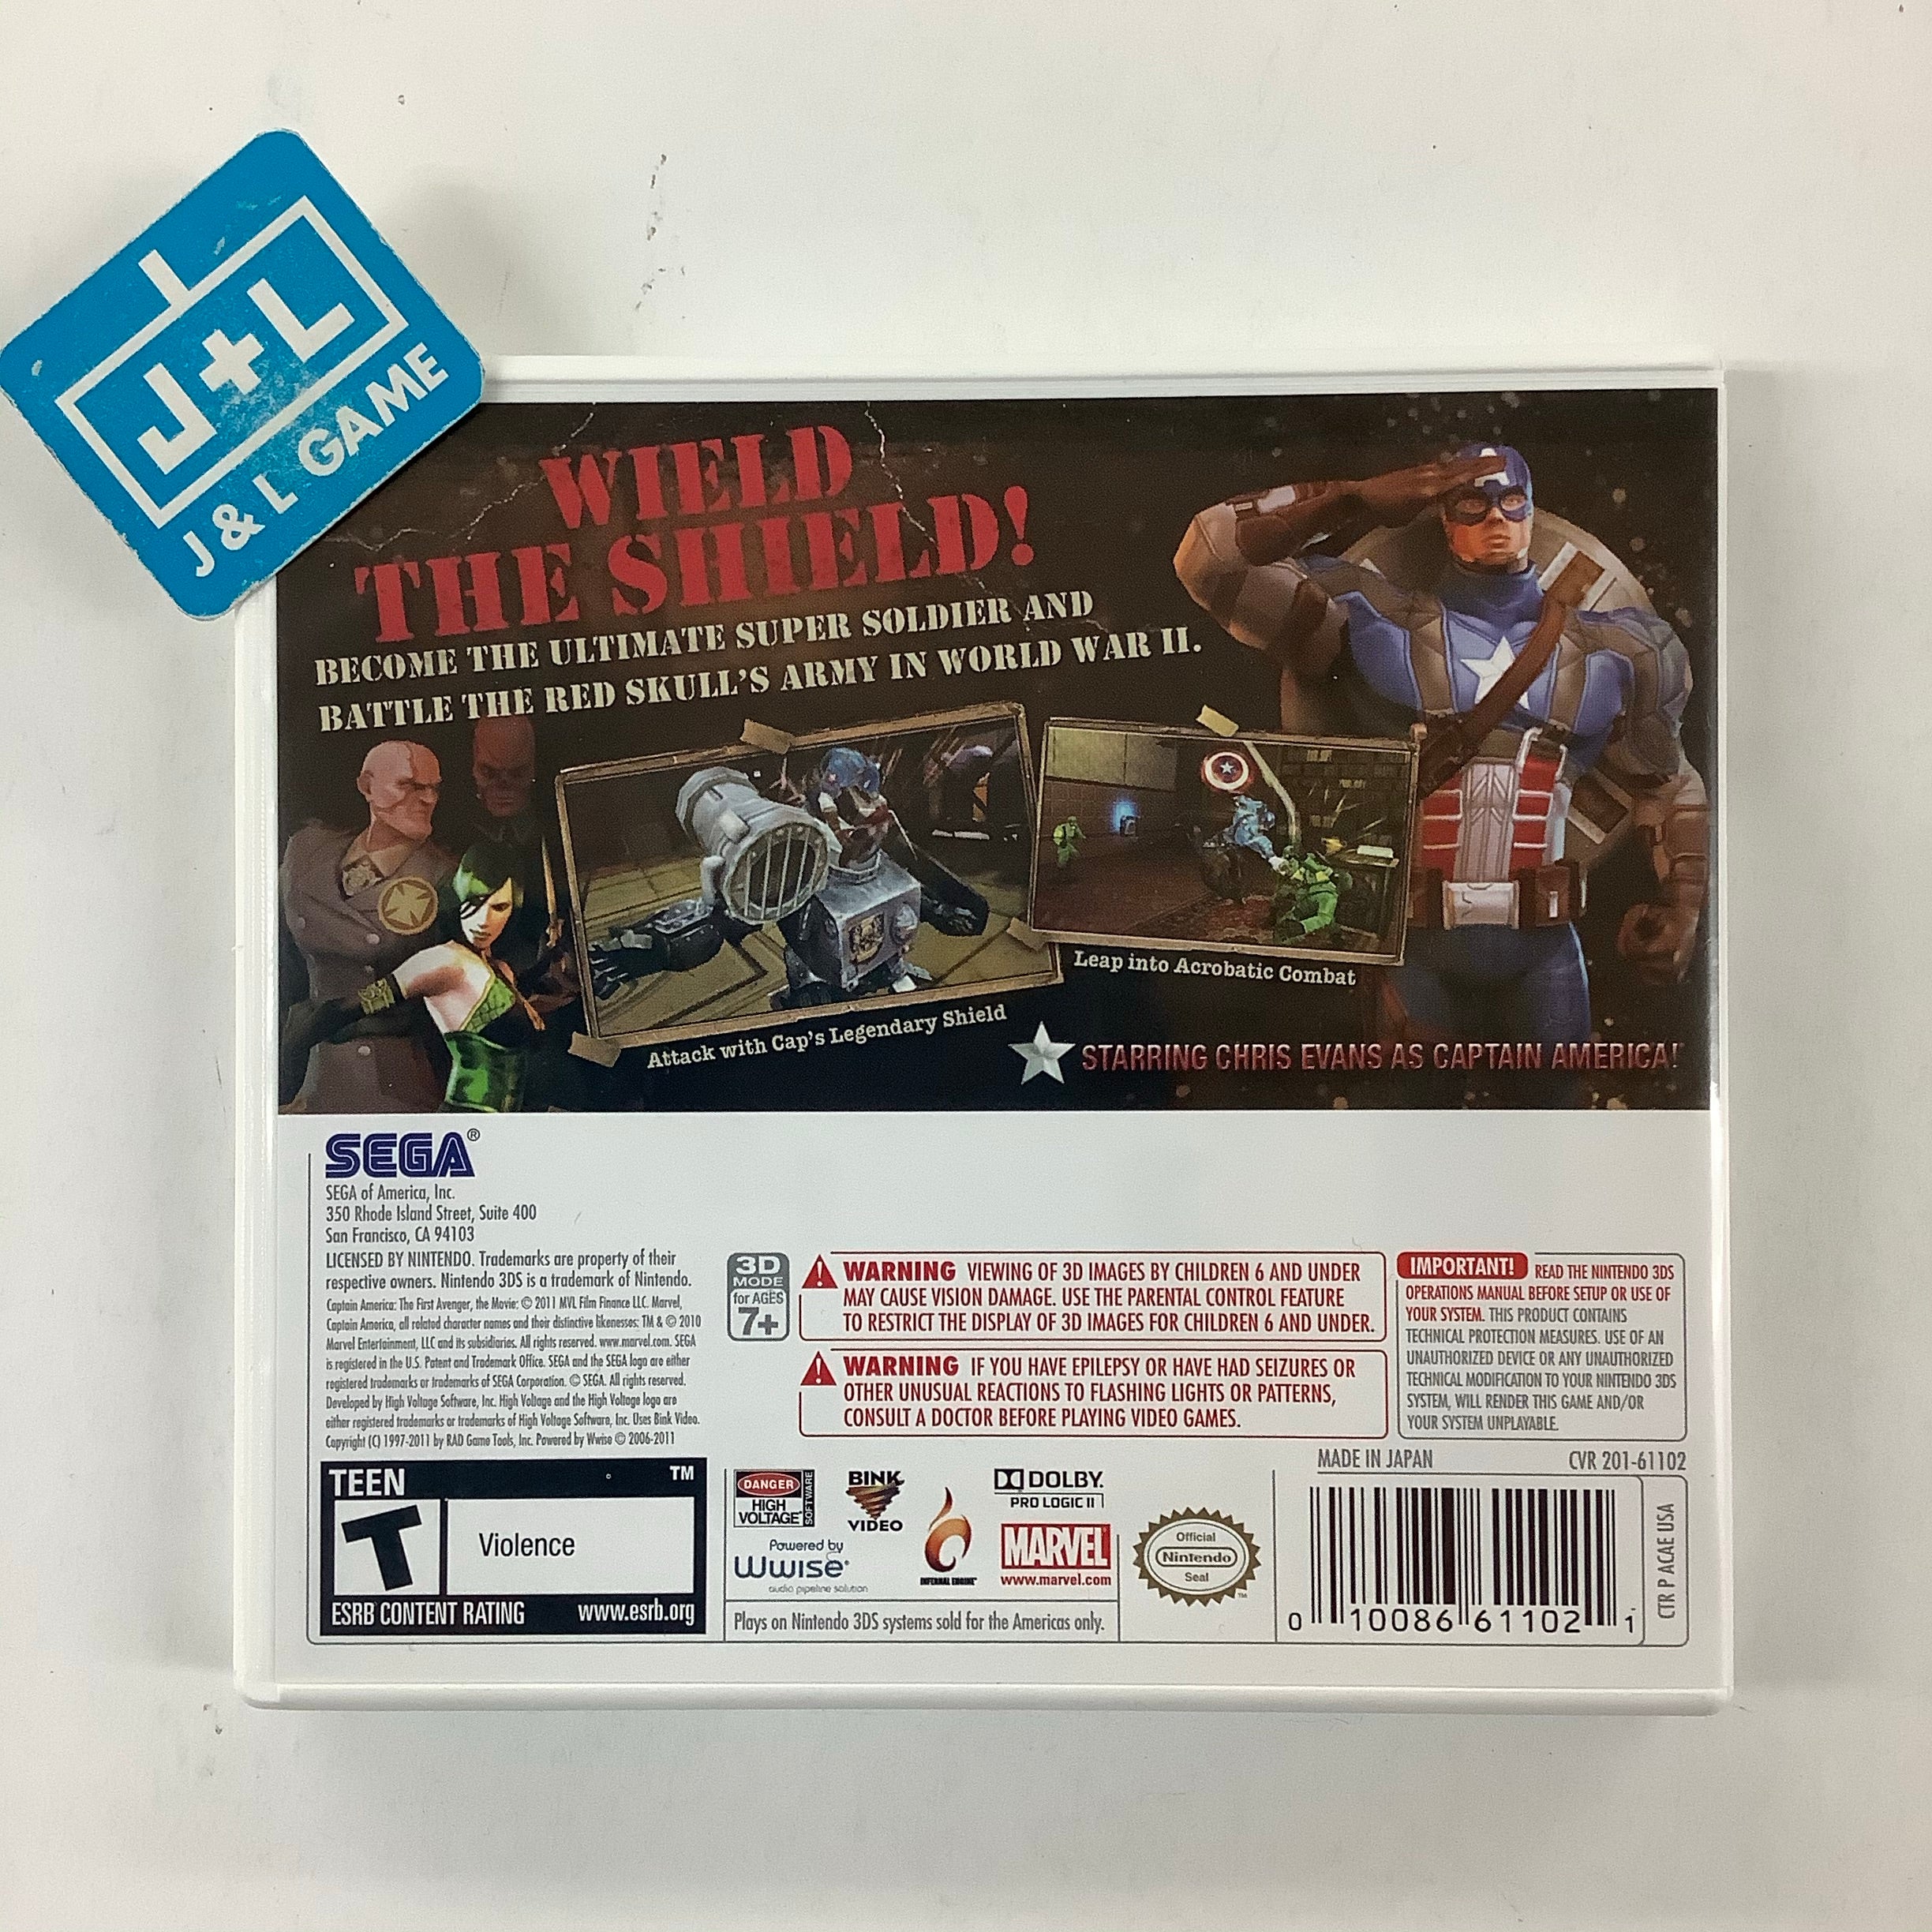 J+L
J & L GAME
WIELD
THE SHIELD!
BECOME THE ULTIMATE SUPER SOLDIER AND
BATTLE THE RED SKULL'S ARMY IN WORLD WAR II.
Attack with Cap's Legendary Shield
Leap into Acrobatic Combat
STARRING CHRIS EVANS AS CAPTAIN AMERICA!
SEGA®
SEGA of America, Inc.
350 Rhode Island Street, Suite 400
San Francisco, CA 94103
LICENSED BY NINTENDO. Trademarks are property of their
respective owners. Nintendo 3DS is a trademark of Nintendo.
Captain America: The First Avenger, the Movie: © 2011 MVL Film Finance LLC. Marvel,
Captain America, all related character names and their distinctive likenesses: TM & © 2010
Marvel Entertainment, LLC and its subsidiaries. All rights reserved. www.marvel.com. SEGA
is registered in the U.S. Patent and Trademark Office. SEGA and the SEGA logo are either
registered trademarks or trademarks of SEGA Corporation. © SEGA. All rights reserved.
Developed by High Voltage Software, Inc. High Voltage and the High Voltage logo are
either registered trademarks or trademarks of High Voltage Software, Inc. Uses Bink Video.
Copyright (C) 1997-2011 by RAD Game Tools, Inc. Powered by Wwise © 2006-2011
3D
MODE
for AGES
7+
WARNING VIEWING OF 3D IMAGES BY CHILDREN 6 AND UNDER
MAY CAUSE VISION DAMAGE. USE THE PARENTAL CONTROL FEATURE
TO RESTRICT THE DISPLAY OF 3D IMAGES FOR CHILDREN 6 AND UNDER.
WARNING IF YOU HAVE EPILEPSY OR HAVE HAD SEIZURES OR
OTHER UNUSUAL REACTIONS TO FLASHING LIGHTS OR PATTERNS,
CONSULT A DOCTOR BEFORE PLAYING VIDEO GAMES.
IMPORTANT! READ THE NINTENDO 3DS
OPERATIONS MANUAL BEFORE SETUP OR USE OF
YOUR SYSTEM. THIS PRODUCT CONTAINS
TECHNICAL PROTECTION MEASURES. USE OF AN
UNAUTHORIZED DEVICE OR ANY UNAUTHORIZED
TECHNICAL MODIFICATION TO YOUR NINTENDO 3DS
SYSTEM, WILL RENDER THIS GAME AND/OR
YOUR SYSTEM UNPLAYABLE.
MADE IN JAPAN CVR 201-61102
TEEN TM
T
Violence
ESRB CONTENT RATING www.esrb.org
DANGER
HIGH
VOLTAGE
SOFTWARE
BINK
VIDEO
Powered by
Wwise®
audio pipeline solution
INFERNAL ENGINE™
DOLBY
PRO LOGIC II
MARVEL
www.marvel.com
Plays on Nintendo 3DS systems sold for the Americas only.
Official
Nintendo
Seal
TM
0 10086 61102 1
CTR P ACAE USA
A